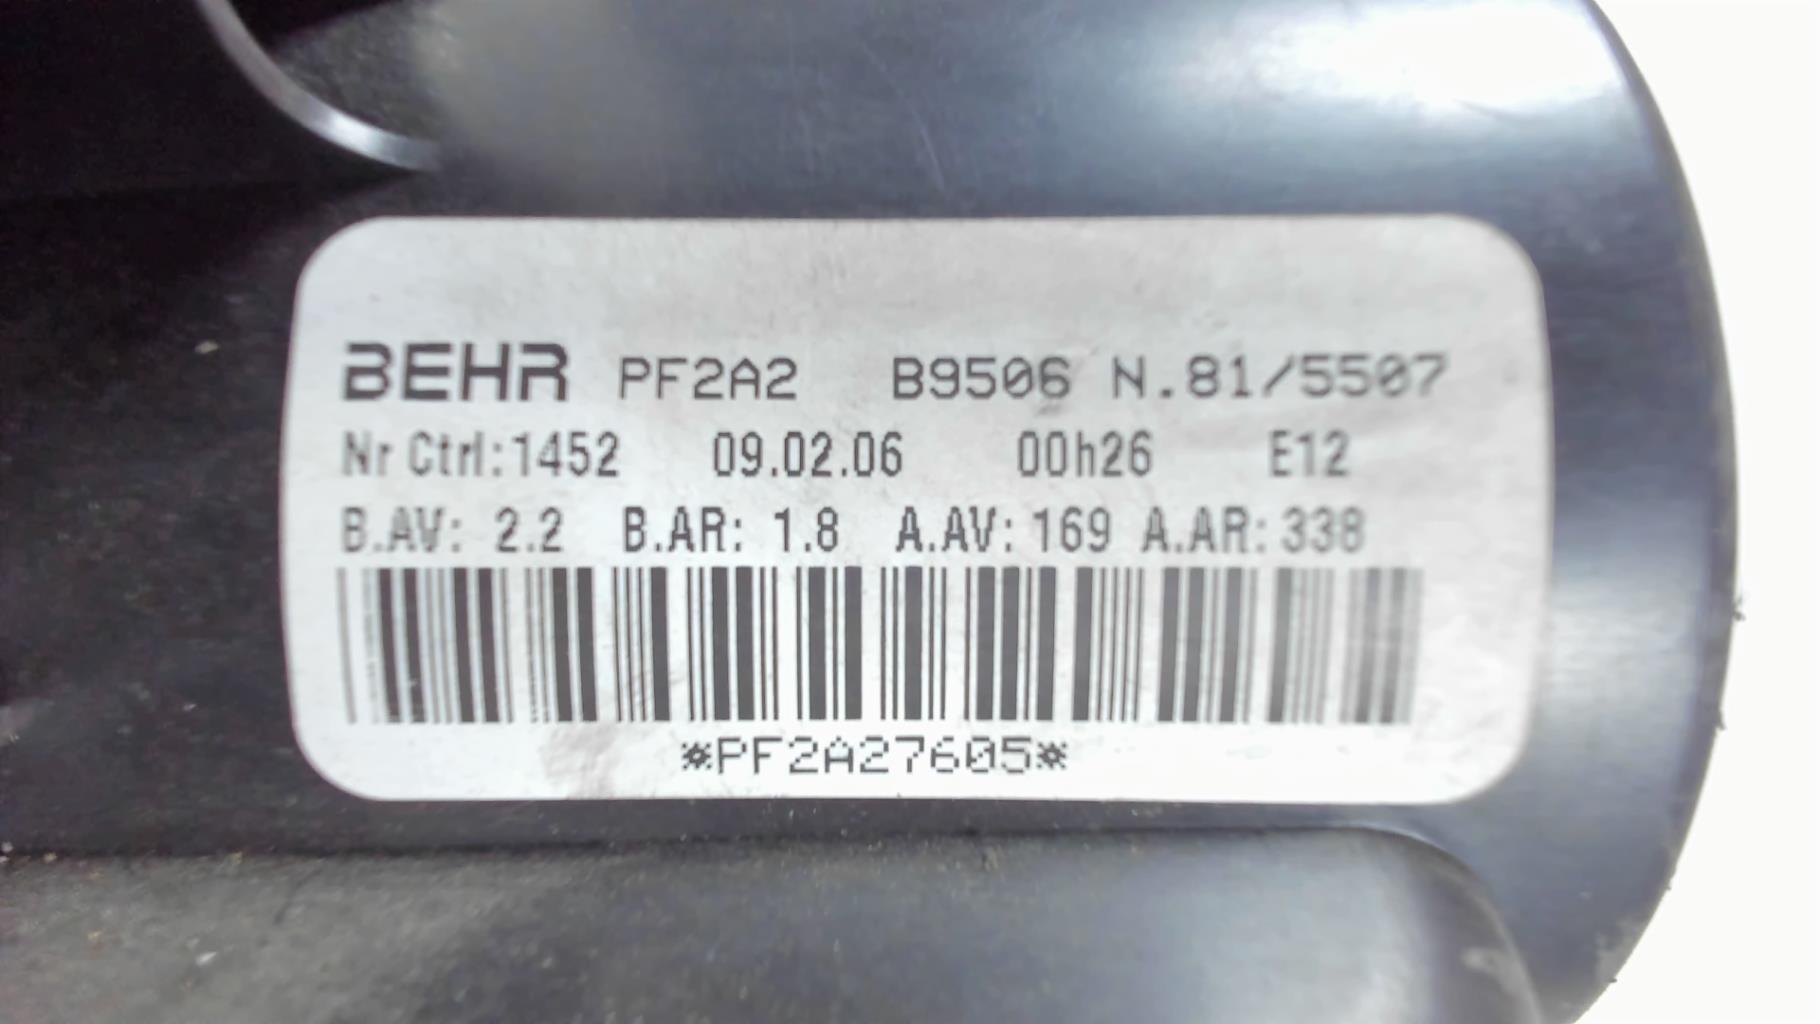 BEHR PF2A2 B9506 N.81/5507
Nr Ctrl:1452 09.02.06 00h26 E12
B.AV: 2.2 B.AR: 1.8 A.AV: 169 A.AR: 338
*PF2A27605*